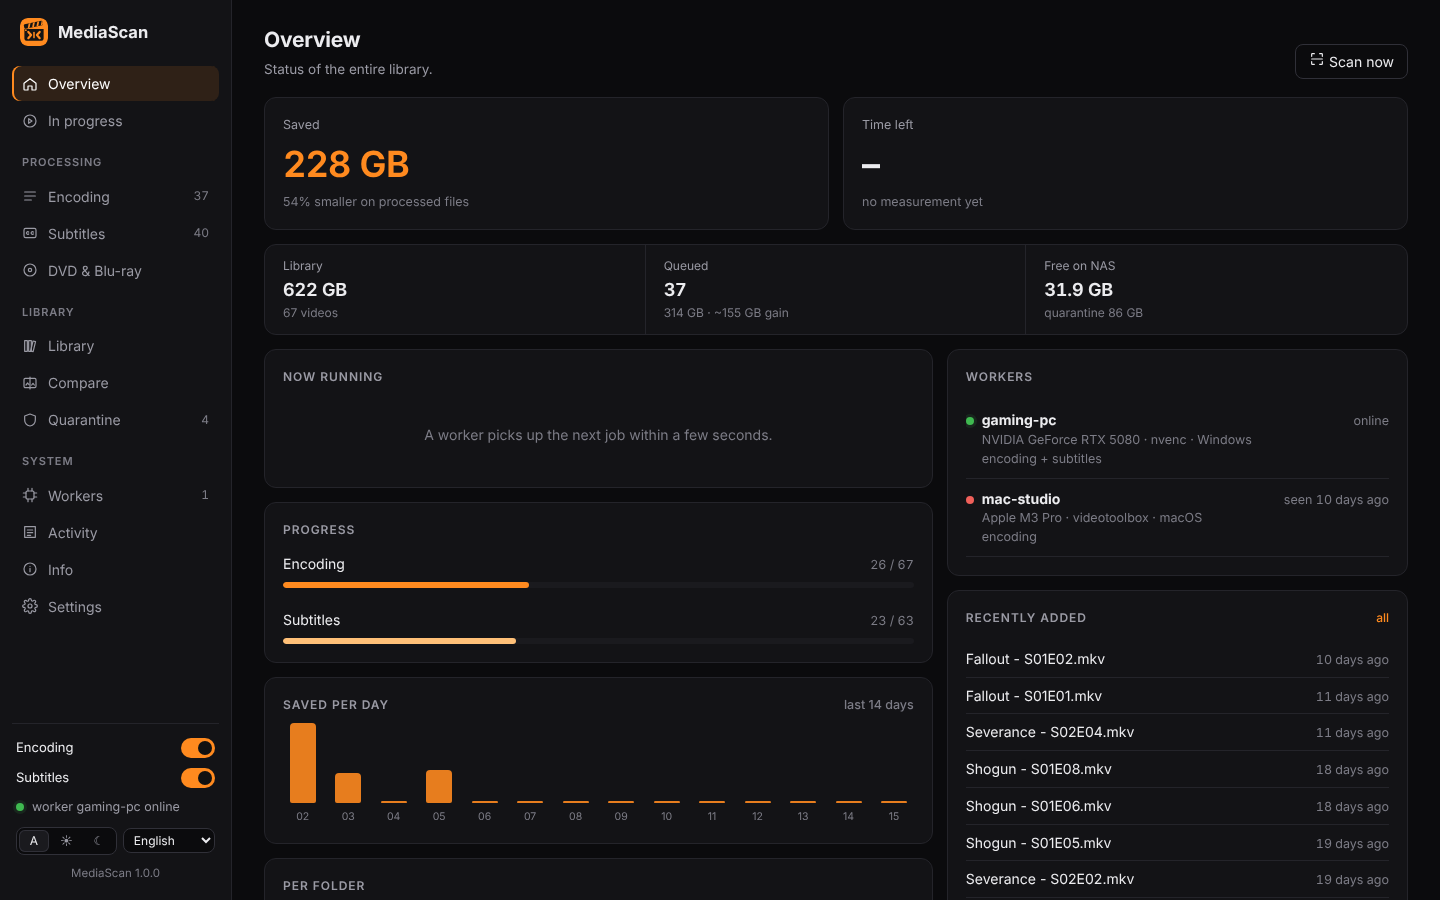 MediaScan
Overview
In progress
PROCESSING
Encoding 37
Subtitles 40
DVD & Blu-ray
LIBRARY
Library
Compare
Quarantine 4
SYSTEM
Workers 1
Activity
Info
Settings
Encoding
Subtitles
worker gaming-pc online
A English
MediaScan 1.0.0
Overview
Status of the entire library.
Scan now
Saved
228 GB
54% smaller on processed files
Time left
–
no measurement yet
Library
622 GB
67 videos
Queued
37
314 GB · ~155 GB gain
Free on NAS
31.9 GB
quarantine 86 GB
NOW RUNNING
A worker picks up the next job within a few seconds.
PROGRESS
Encoding 26 / 67
Subtitles 23 / 63
SAVED PER DAY last 14 days
02 03 04 05 06 07 08 09 10 11 12 13 14 15
PER FOLDER
WORKERS
gaming-pc online
NVIDIA GeForce RTX 5080 · nvenc · Windows
encoding + subtitles
mac-studio seen 10 days ago
Apple M3 Pro · videotoolbox · macOS
encoding
RECENTLY ADDED all
Fallout - S01E02.mkv 10 days ago
Fallout - S01E01.mkv 11 days ago
Severance - S02E04.mkv 11 days ago
Shogun - S01E08.mkv 18 days ago
Shogun - S01E06.mkv 18 days ago
Shogun - S01E05.mkv 19 days ago
Severance - S02E02.mkv 19 days ago